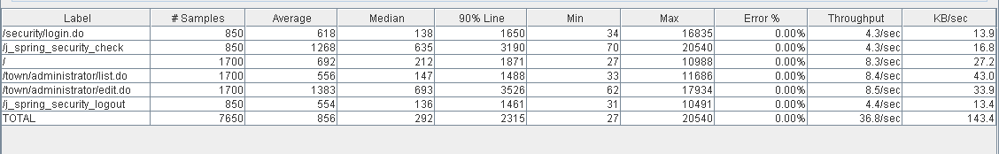 Label # Samples Average Median 90% Line Min Max Error % Throughput KB/sec
/security/login.do 850 618 138 1650 34 16835 0.00% 4.3/sec 13.9
/j_spring_security_check 850 1268 635 3190 70 20540 0.00% 4.3/sec 16.8
/ 1700 692 212 1871 27 10988 0.00% 8.3/sec 27.2
/town/administrator/list.do 1700 556 147 1488 33 11686 0.00% 8.4/sec 43.0
/town/administrator/edit.do 1700 1383 693 3526 62 17934 0.00% 8.5/sec 33.9
/j_spring_security_logout 850 554 136 1461 31 10491 0.00% 4.4/sec 13.4
TOTAL 7650 856 292 2315 27 20540 0.00% 36.8/sec 143.4